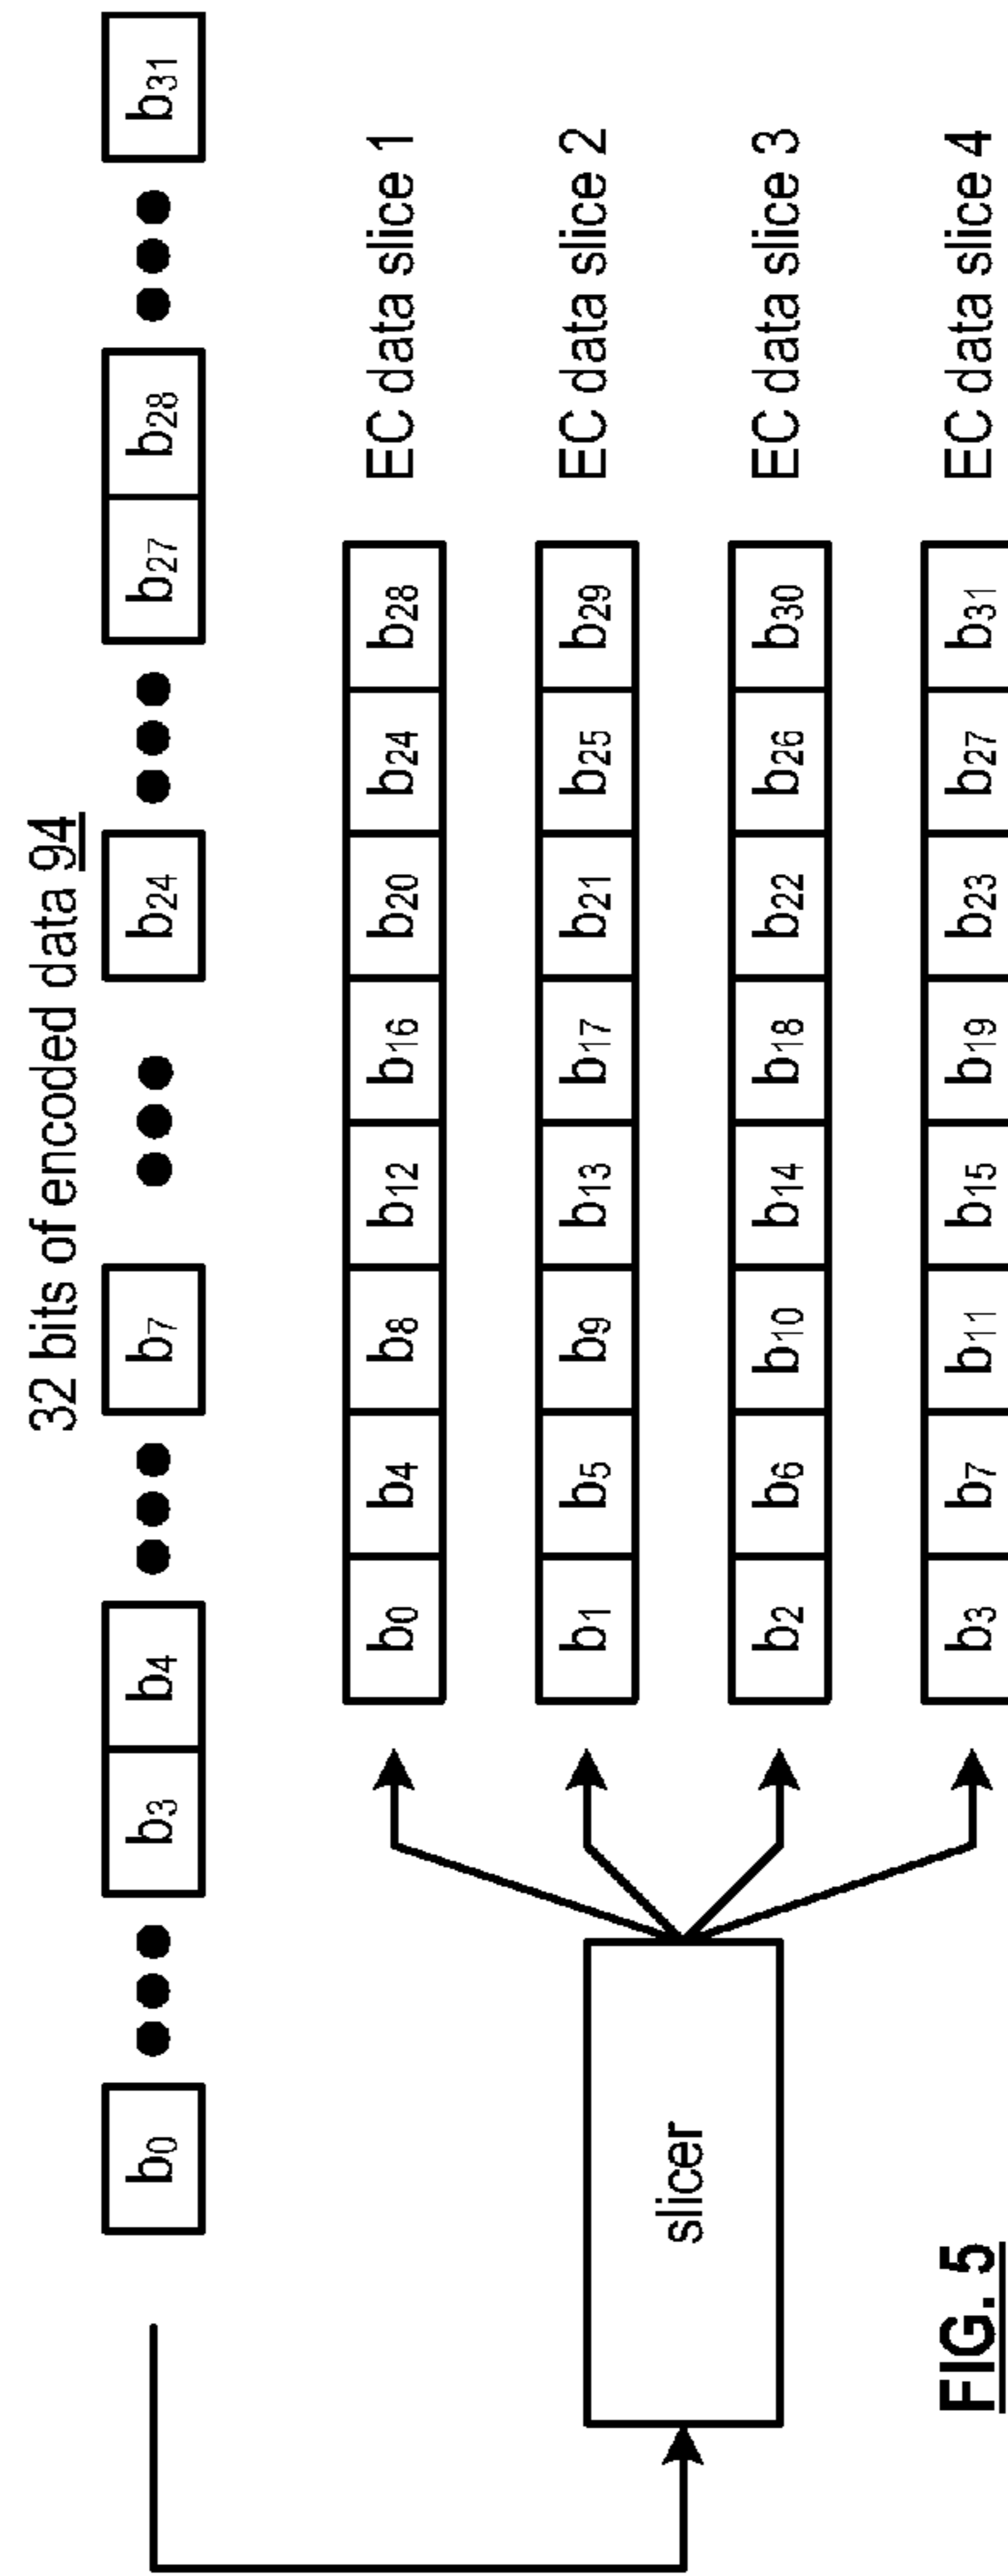 32 bits of encoded data 94
b0 ●●● b3 b4 ●●● b7 ●●● b24 ●●● b27 b28 ●●● b31
slicer
b0 b4 b8 b12 b16 b20 b24 b28 EC data slice 1
b1 b5 b9 b13 b17 b21 b25 b29 EC data slice 2
b2 b6 b10 b14 b18 b22 b26 b30 EC data slice 3
b3 b7 b11 b15 b19 b23 b27 b31 EC data slice 4
FIG. 5